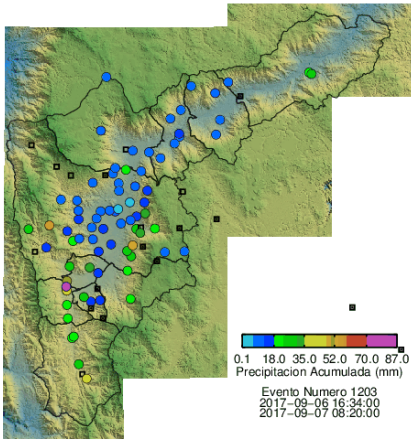 0.1 18.0 35.0 52.0 70.0 87.0
Precipitacion Acumulada (mm)
Evento Numero 1203
2017-09-06 16:34:00
2017-09-07 08:20:00